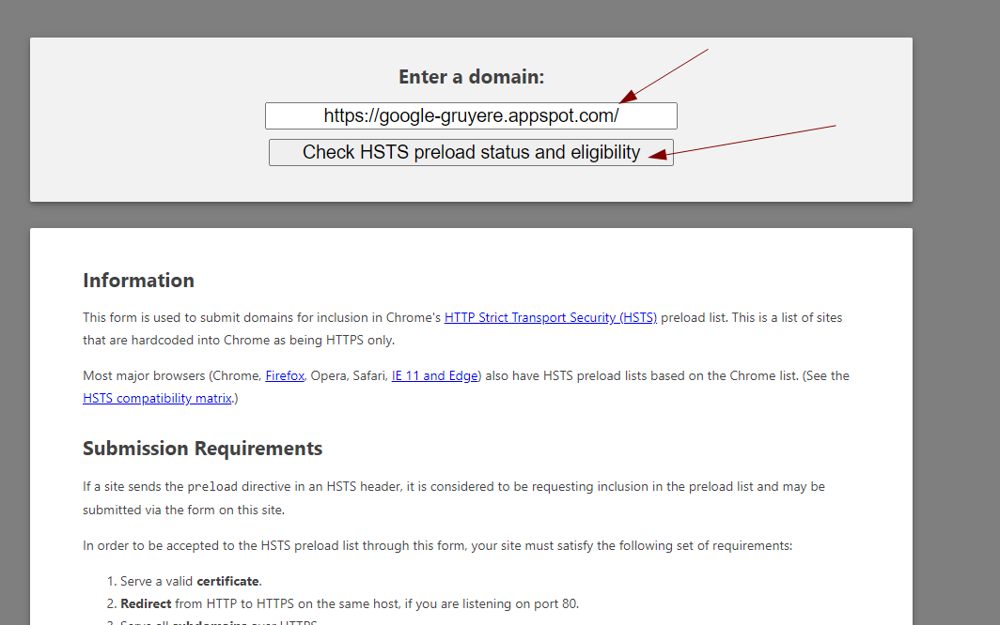 Enter a domain:
https://google-gruyere.appspot.com/
Check HSTS preload status and eligibility
Information
This form is used to submit domains for inclusion in Chrome's HTTP Strict Transport Security (HSTS) preload list. This is a list of sites
that are hardcoded into Chrome as being HTTPS only.
Most major browsers (Chrome, Firefox, Opera, Safari, IE 11 and Edge) also have HSTS preload lists based on the Chrome list. (See the
HSTS compatibility matrix.)
Submission Requirements
If a site sends the preload directive in an HSTS header, it is considered to be requesting inclusion in the preload list and may be
submitted via the form on this site.
In order to be accepted to the HSTS preload list through this form, your site must satisfy the following set of requirements:
1. Serve a valid certificate.
2. Redirect from HTTP to HTTPS on the same host, if you are listening on port 80.
3. Serve all subdomains over HTTPS.